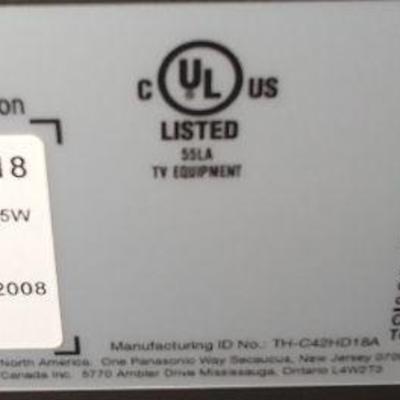 C UL US
LISTED
55LA
TV EQUIPMENT
on
18
5W
2008
Manufacturing ID No.: TH-C42HD18A
North America. One Panasonic Way Secaucus, New Jersey 070
Canada Inc. 5770 Ambler Drive Mississauga, Ontario L4W2T3